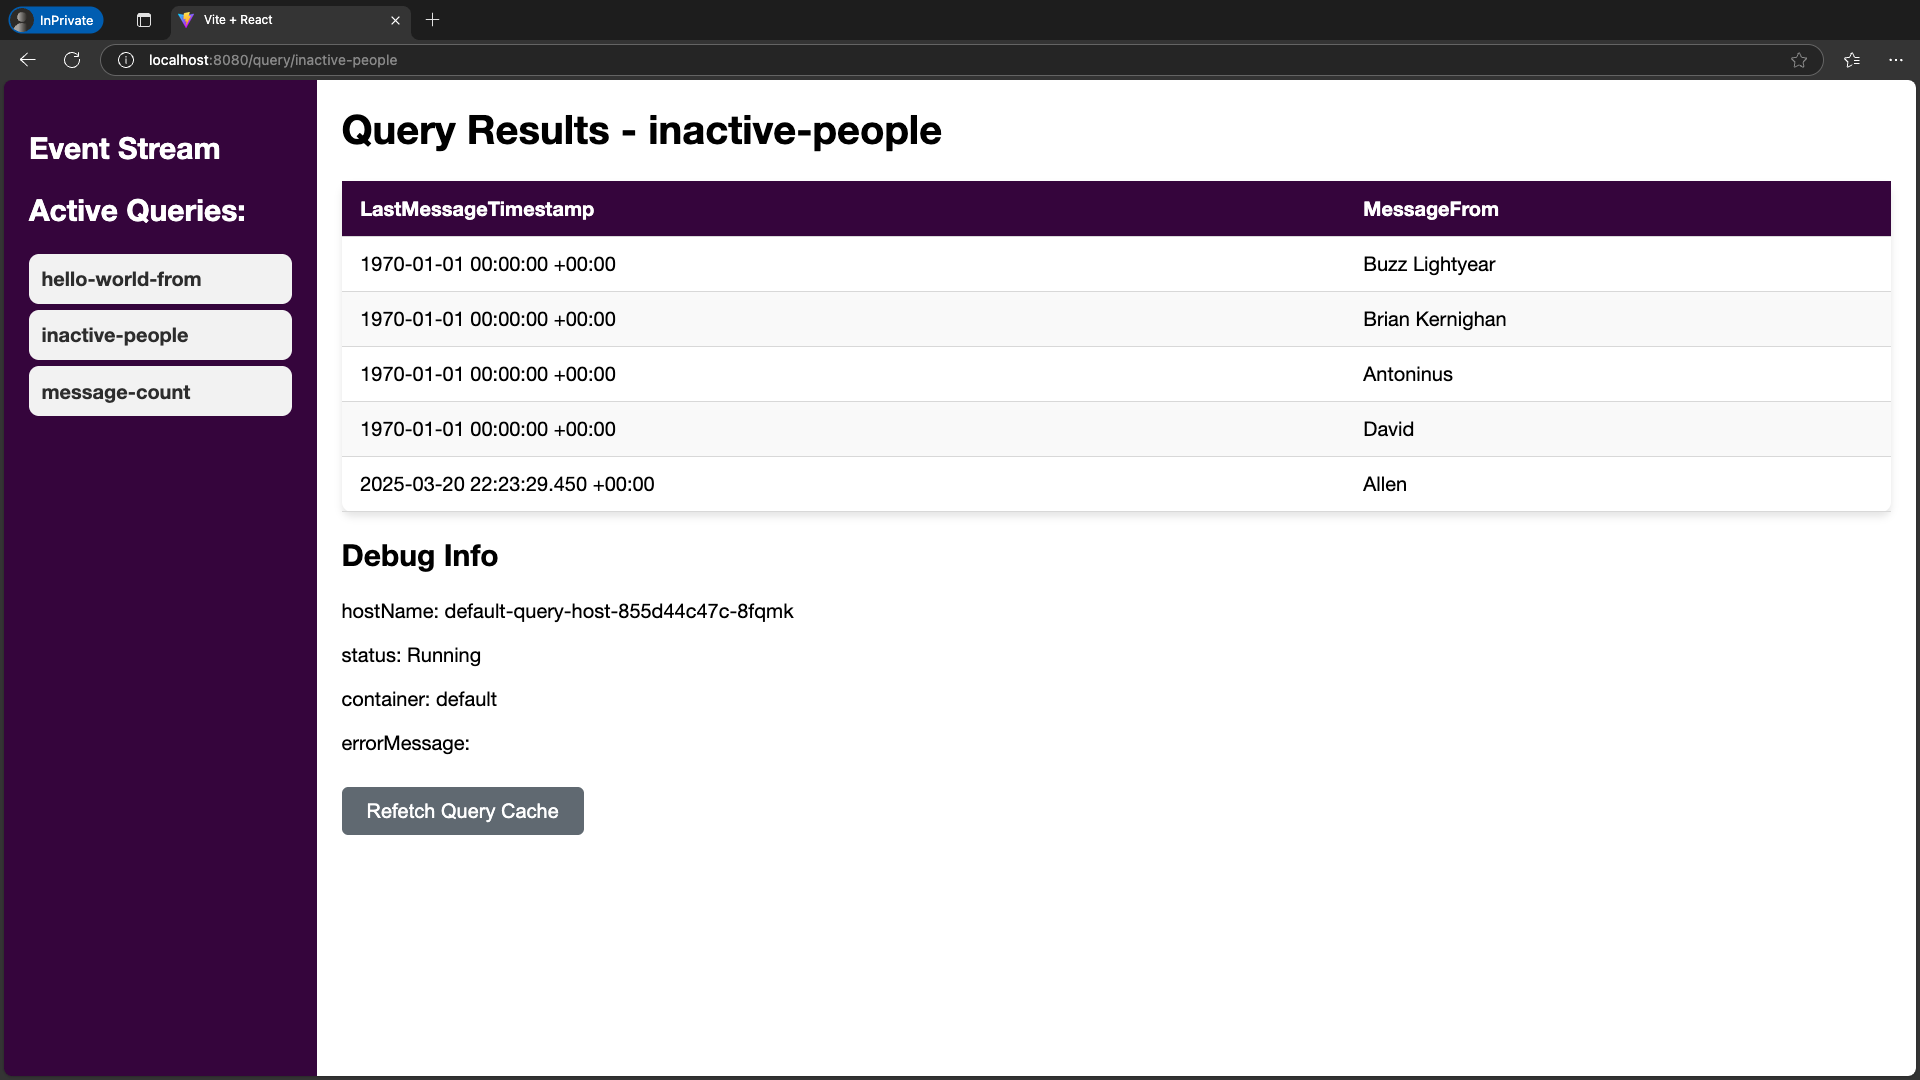 InPrivate
Vite + React
localhost:8080/query/inactive-people
Event Stream
Active Queries:
hello-world-from
inactive-people
message-count
Query Results - inactive-people
LastMessageTimestamp MessageFrom
1970-01-01 00:00:00 +00:00 Buzz Lightyear
1970-01-01 00:00:00 +00:00 Brian Kernighan
1970-01-01 00:00:00 +00:00 Antoninus
1970-01-01 00:00:00 +00:00 David
2025-03-20 22:23:29.450 +00:00 Allen
Debug Info
hostName: default-query-host-855d44c47c-8fqmk
status: Running
container: default
errorMessage:
Refetch Query Cache